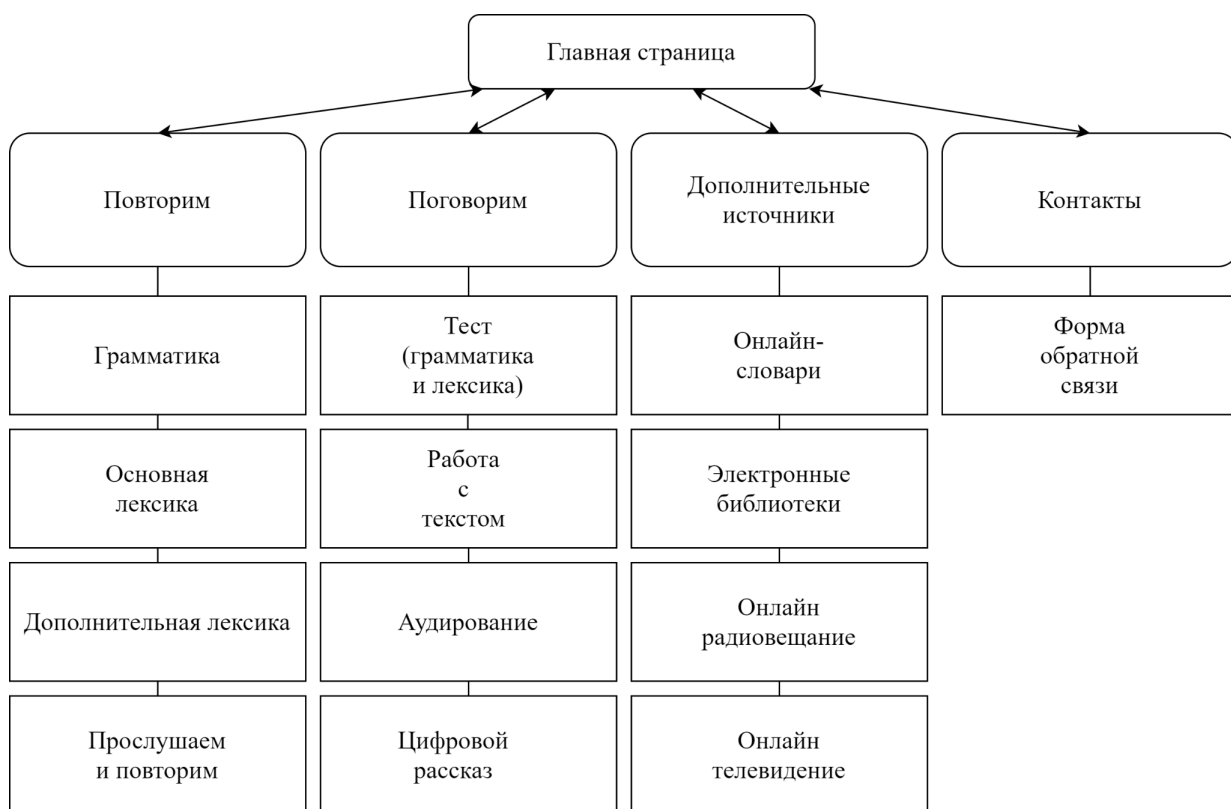 Главная страница
Повторим
Поговорим
Дополнительные
источники
Контакты
Грамматика
Тест
(грамматика
и лексика)
Онлайн-
словари
Форма
обратной
связи
Основная
лексика
Работа
с
текстом
Электронные
библиотеки
Дополнительная лексика
Аудирование
Онлайн
радиовещание
Прослушаем
и повторим
Цифровой
рассказ
Онлайн
телевидение